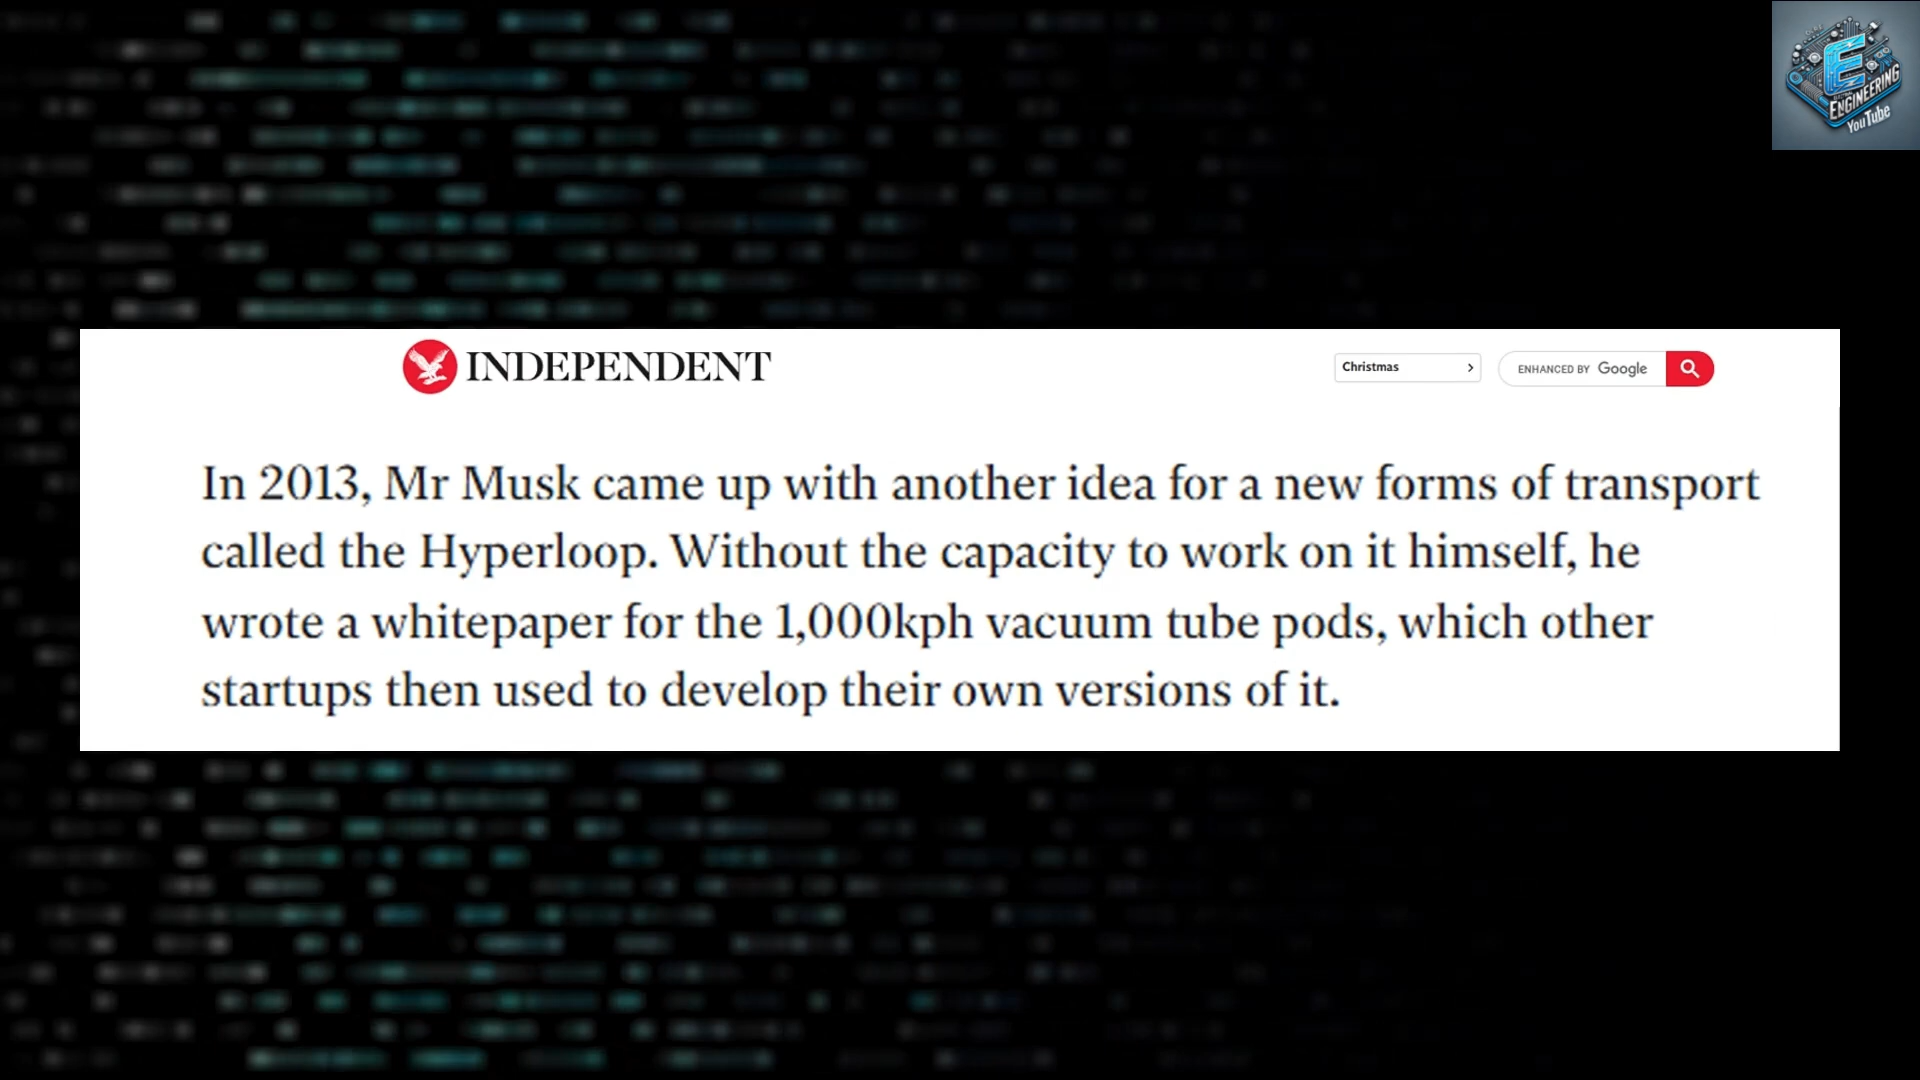 E
ENGINEERING
YouTube
INDEPENDENT
Christmas
ENHANCED BY Google
In 2013, Mr Musk came up with another idea for a new forms of transport
called the Hyperloop. Without the capacity to work on it himself, he
wrote a whitepaper for the 1,000kph vacuum tube pods, which other
startups then used to develop their own versions of it.